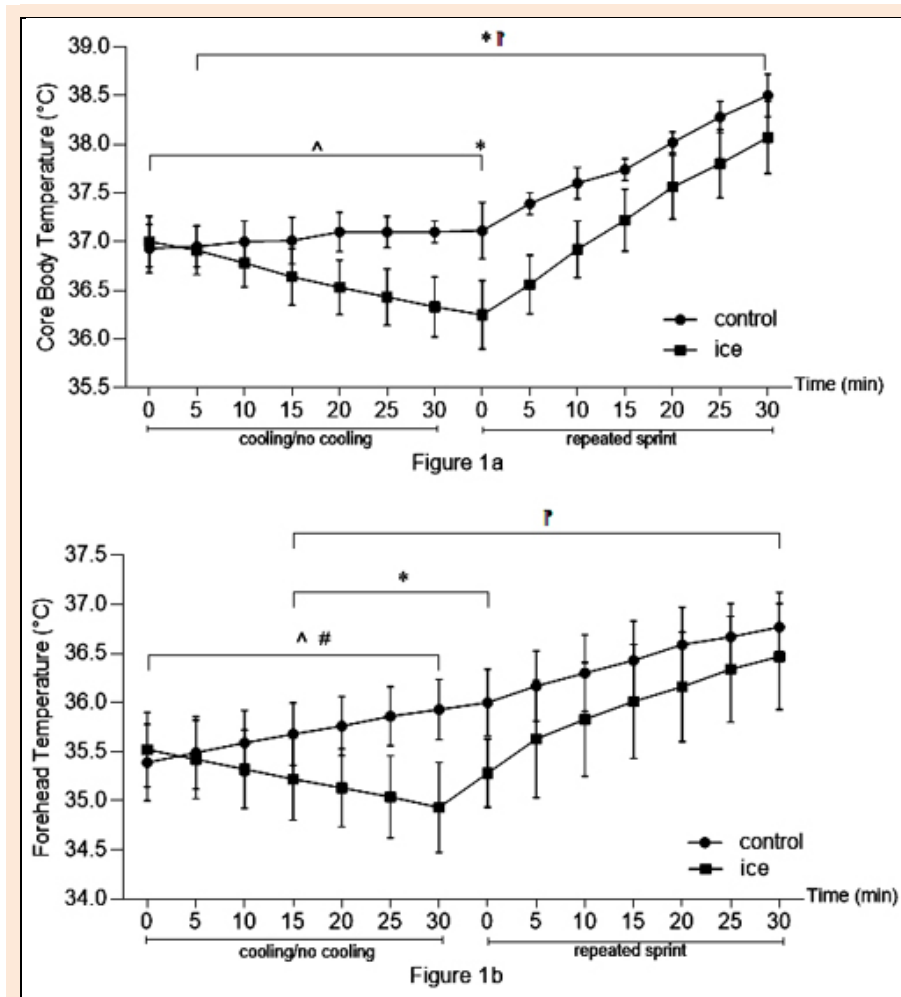 * ⁋
39.0
38.5
^ *
38.0
37.5
37.0
36.5
36.0
35.5
Core Body Temperature (°C)
control
ice
0 5 10 15 20 25 30 0 5 10 15 20 25 30 Time (min)
cooling/no cooling repeated sprint
Figure 1a
⁋
37.5
*
37.0
^ #
36.5
36.0
35.5
35.0
34.5
34.0
Forehead Temperature (°C)
control
ice
0 5 10 15 20 25 30 0 5 10 15 20 25 30 Time (min)
cooling/no cooling repeated sprint
Figure 1b